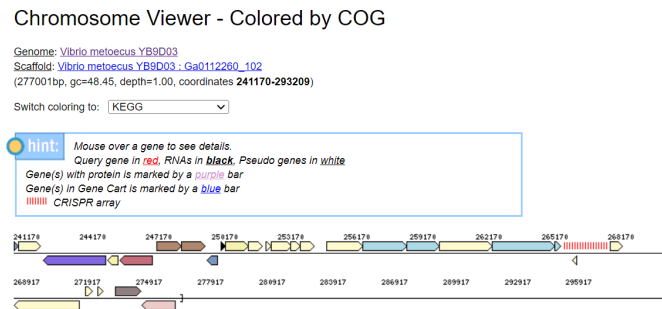 Chromosome Viewer - Colored by COG
Genome: Vibrio metoecus YB9D03
Scaffold: Vibrio metoecus YB9D03 : Ga0112260_102
(277001bp, gc=48.45, depth=1.00, coordinates 241170-293209)
Switch coloring to: KEGG
hint: Mouse over a gene to see details.
Query gene in red, RNAs in black, Pseudo genes in white
Gene(s) with protein is marked by a purple bar
Gene(s) in Gene Cart is marked by a blue bar
CRISPR array
241170 244170 247170 250170 253170 256170 259170 262170 265170 268170
268917 271917 274917 277917 280917 283917 286917 289917 292917 295917